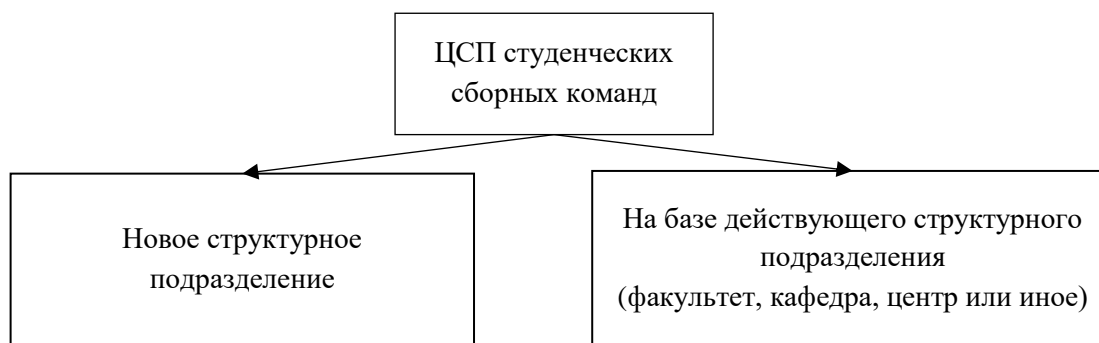 ЦСП студенческих
сборных команд
Новое структурное
подразделение
На базе действующего структурного
подразделения
(факультет, кафедра, центр или иное)